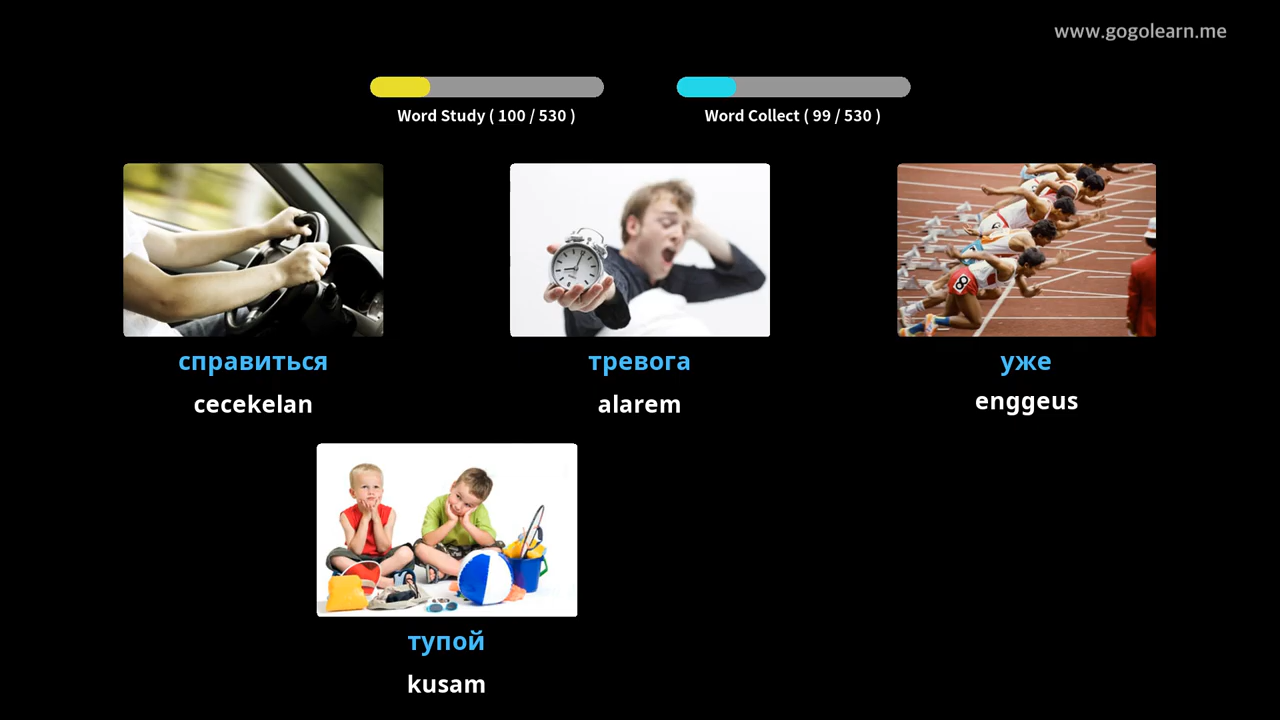 www.gogolearn.me
Word Study ( 100 / 530 )
Word Collect ( 99 / 530 )
справиться
cecekelan
тревога
alarem
уже
enggeus
тупой
kusam